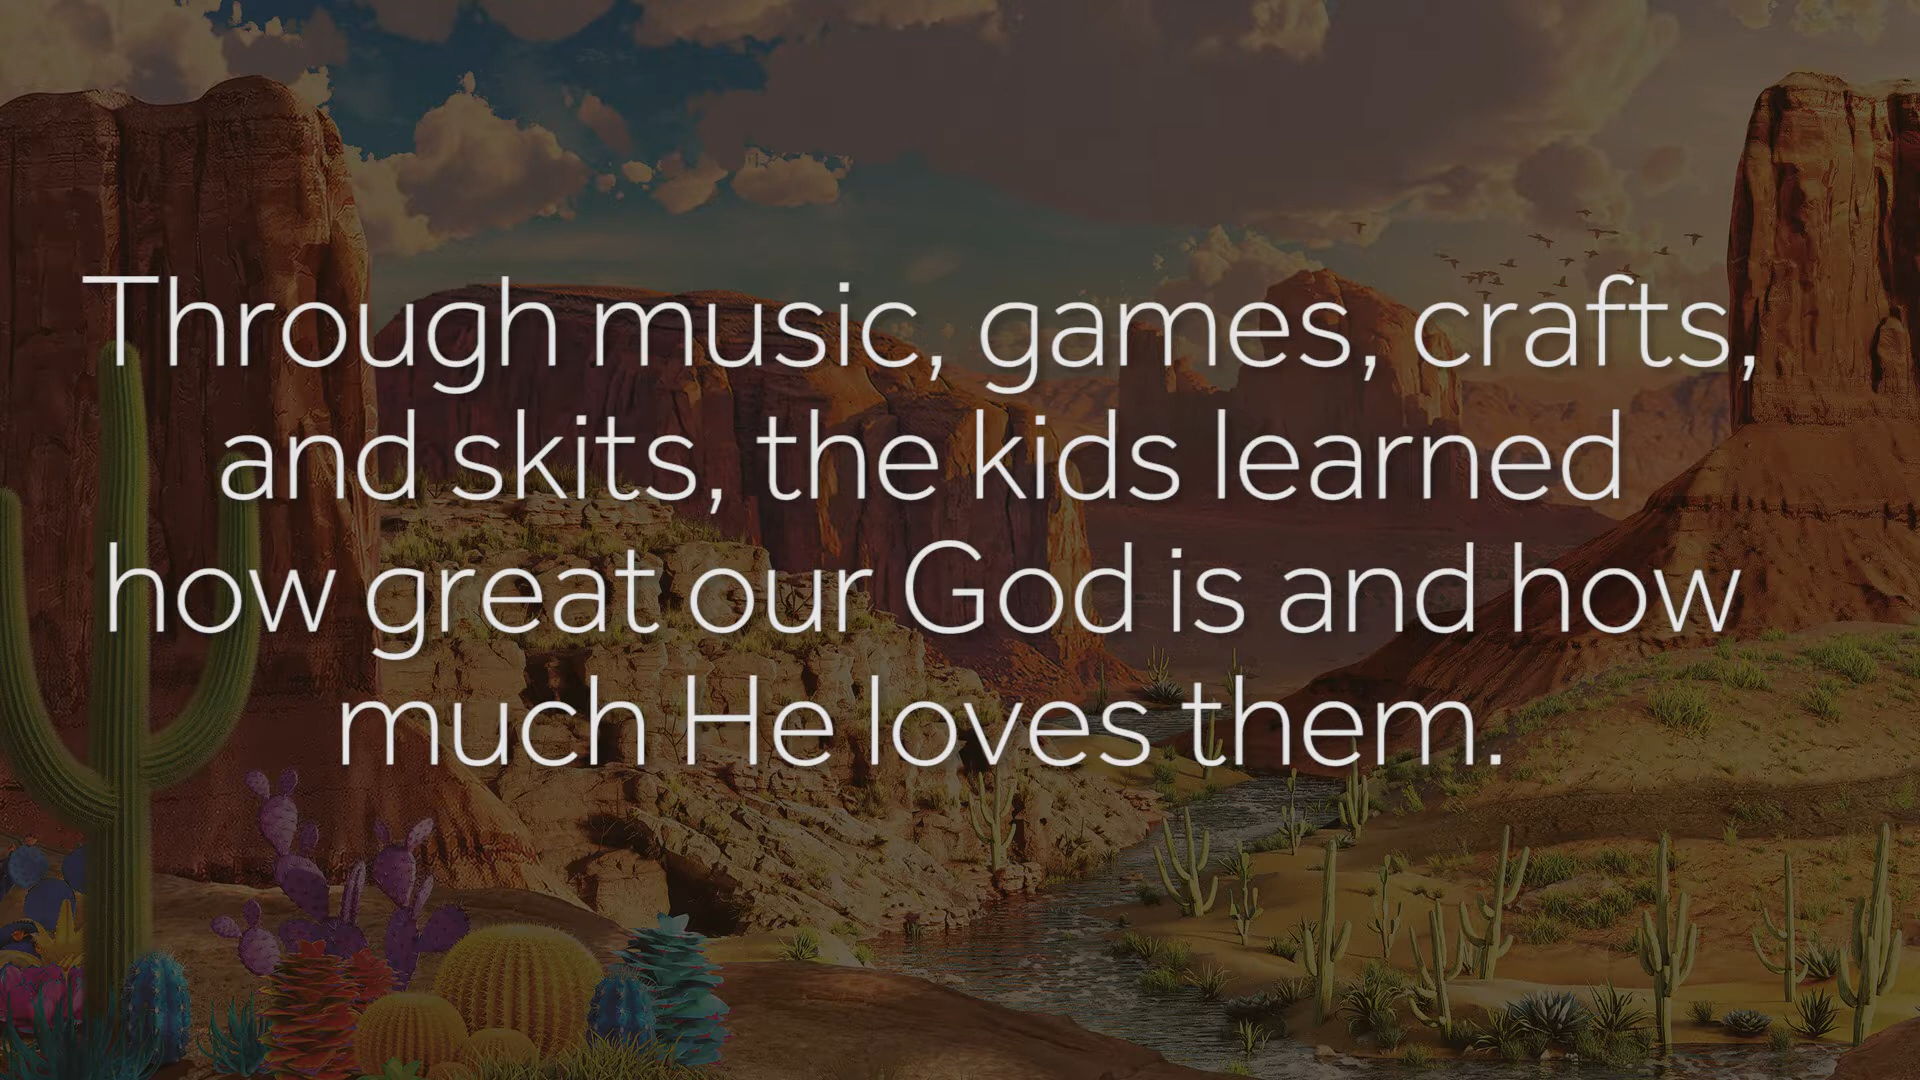 Through music, games, crafts,
and skits, the kids learned
how great our God is and how
much He loves them.